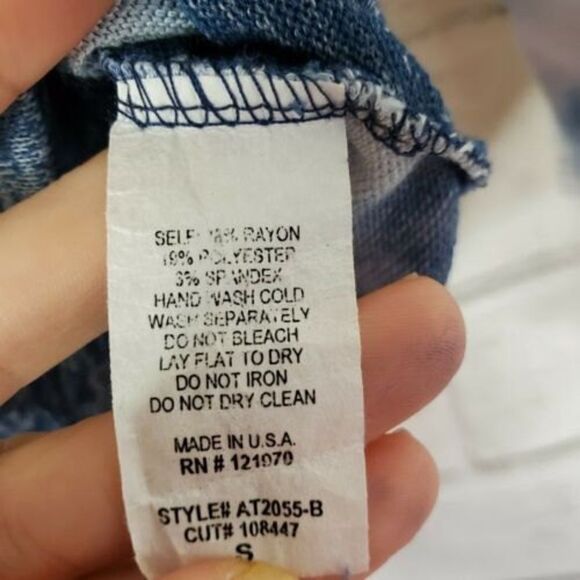 SELF: 78% RAYON
19% POLYESTER
3% SPANDEX
HAND WASH COLD
WASH SEPARATELY
DO NOT BLEACH
LAY FLAT TO DRY
DO NOT IRON
DO NOT DRY CLEAN
MADE IN U.S.A.
RN # 121970
STYLE# AT2055-B
CUT# 108447
S